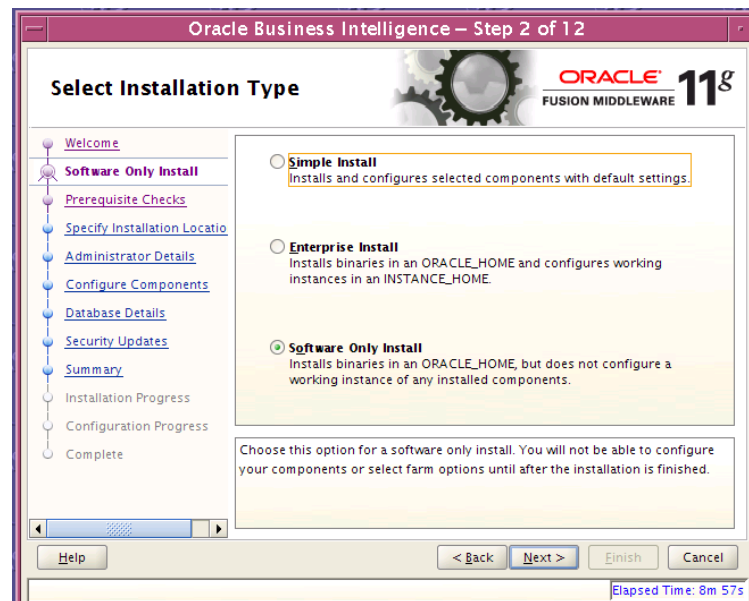 Oracle Business Intelligence – Step 2 of 12
Select Installation Type
ORACLE
FUSION MIDDLEWARE
11g
Welcome
Software Only Install
Prerequisite Checks
Specify Installation Locatio
Administrator Details
Configure Components
Database Details
Security Updates
Summary
Installation Progress
Configuration Progress
Complete
Simple Install
Installs and configures selected components with default settings.
Enterprise Install
Installs binaries in an ORACLE_HOME and configures working
instances in an INSTANCE_HOME.
Software Only Install
Installs binaries in an ORACLE_HOME, but does not configure a
working instance of any installed components.
Choose this option for a software only install. You will not be able to configure
your components or select farm options until after the installation is finished.
Help
< Back
Next >
Finish
Cancel
Elapsed Time: 8m 57s